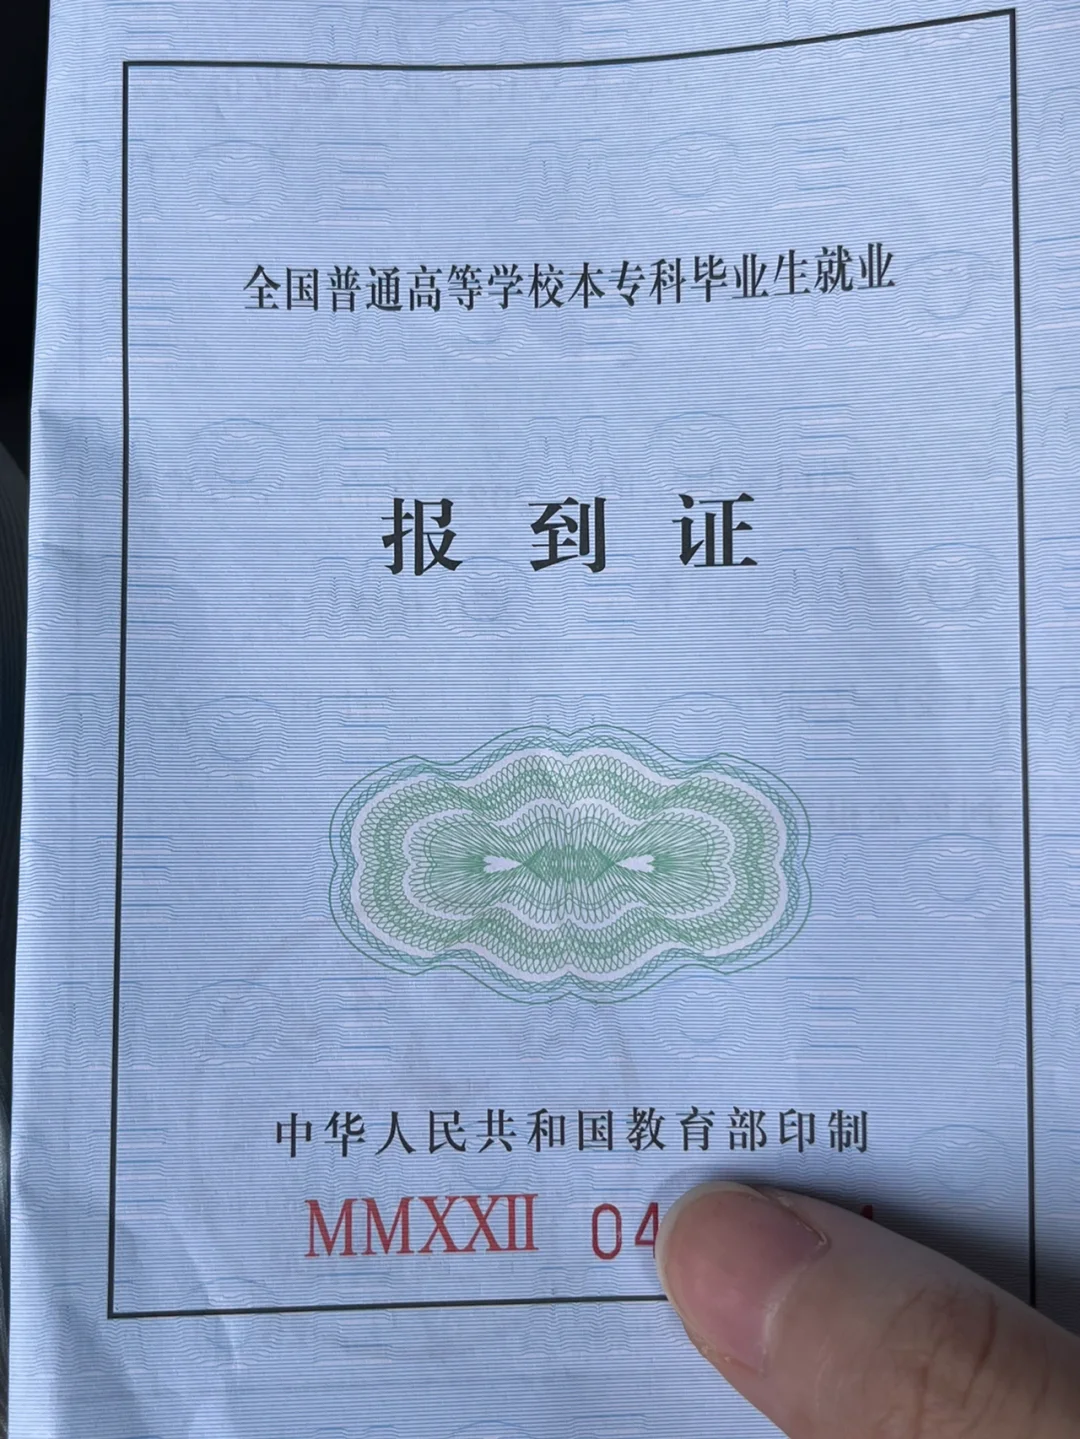 全国普通高等学校本专科毕业生就业
报到证
中华人民共和国教育部印制
MMXXII 04